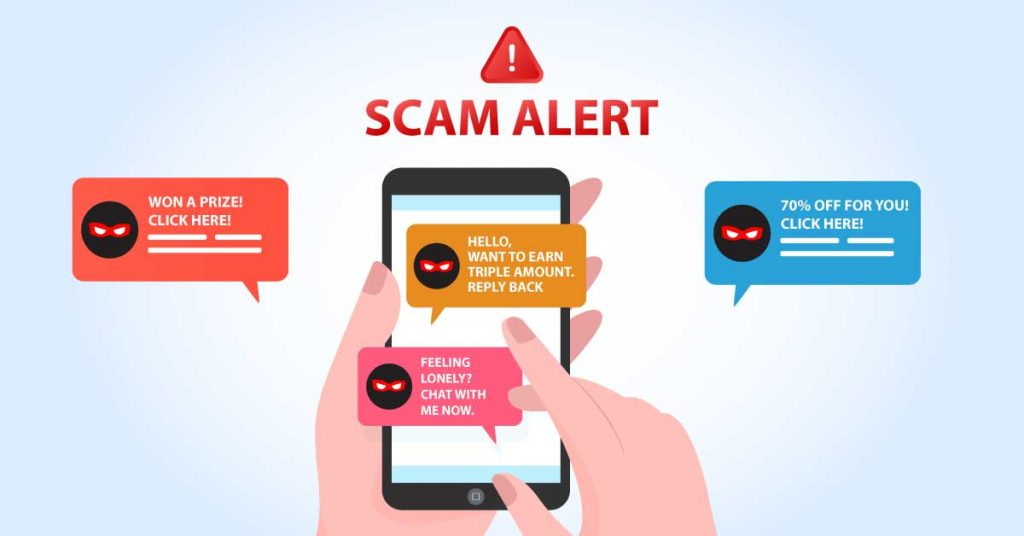 SCAM ALERT
WON A PRIZE!
CLICK HERE!
HELLO,
WANT TO EARN
TRIPLE AMOUNT.
REPLY BACK
70% OFF FOR YOU!
CLICK HERE!
FEELING
LONELY?
CHAT WITH
ME NOW.